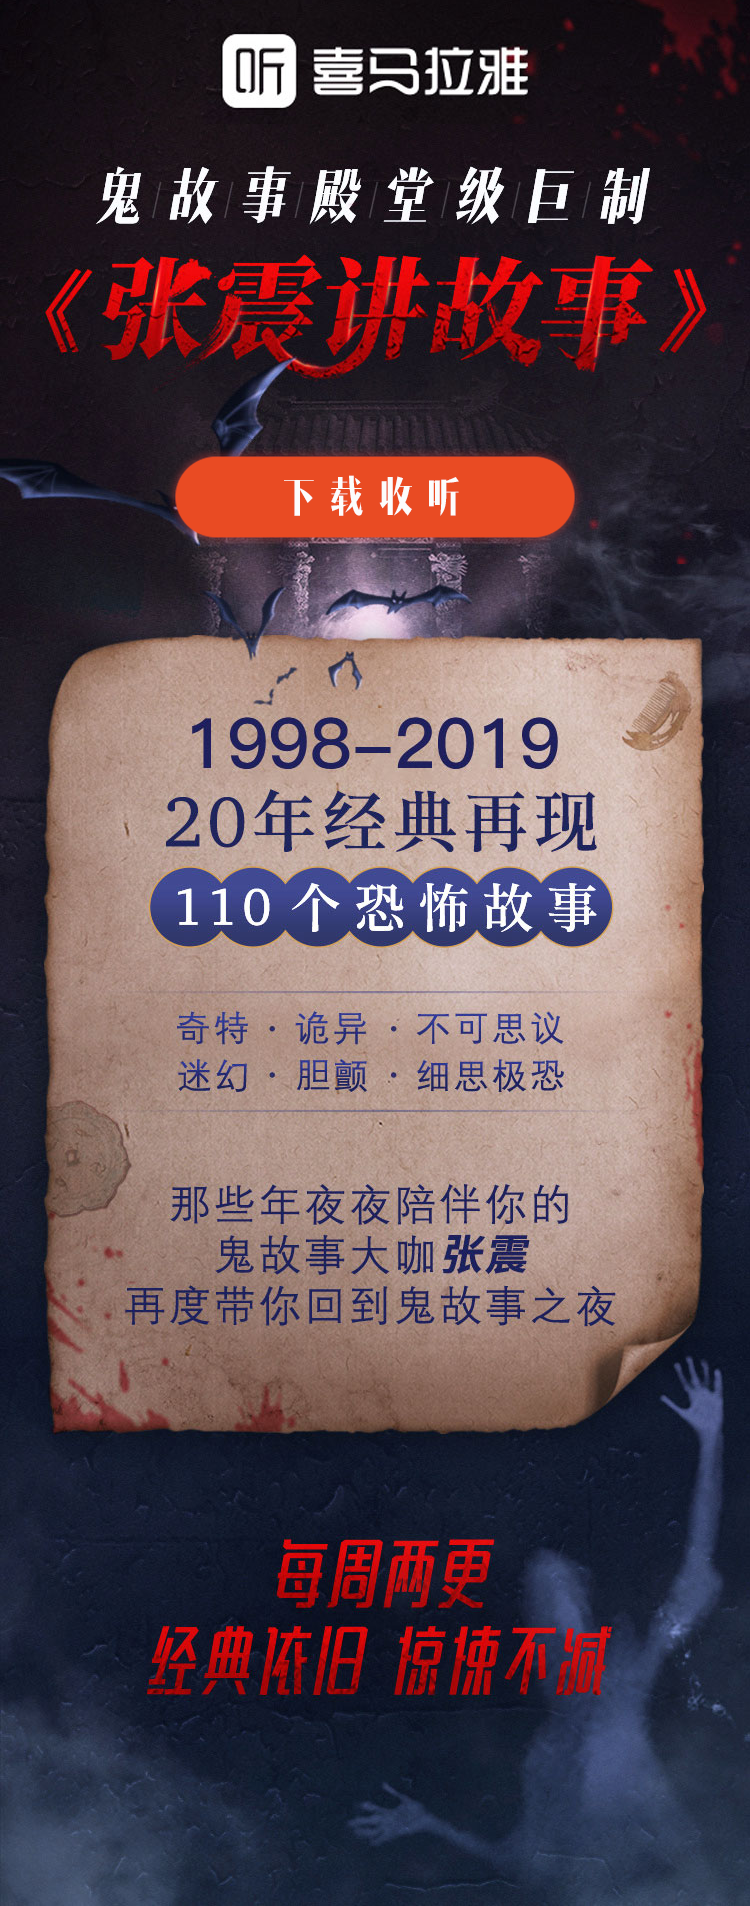 听 喜马拉雅
鬼/故/事/殿/堂/级/巨/制
《张震讲故事》
下载收听
1998-2019
20年经典再现
110个恐怖故事
奇特·诡异·不可思议
迷幻·胆颤·细思极恐
那些年夜夜陪伴你的
鬼故事大咖张震
再度带你回到鬼故事之夜
每周两更
经典依旧 惊悚不减